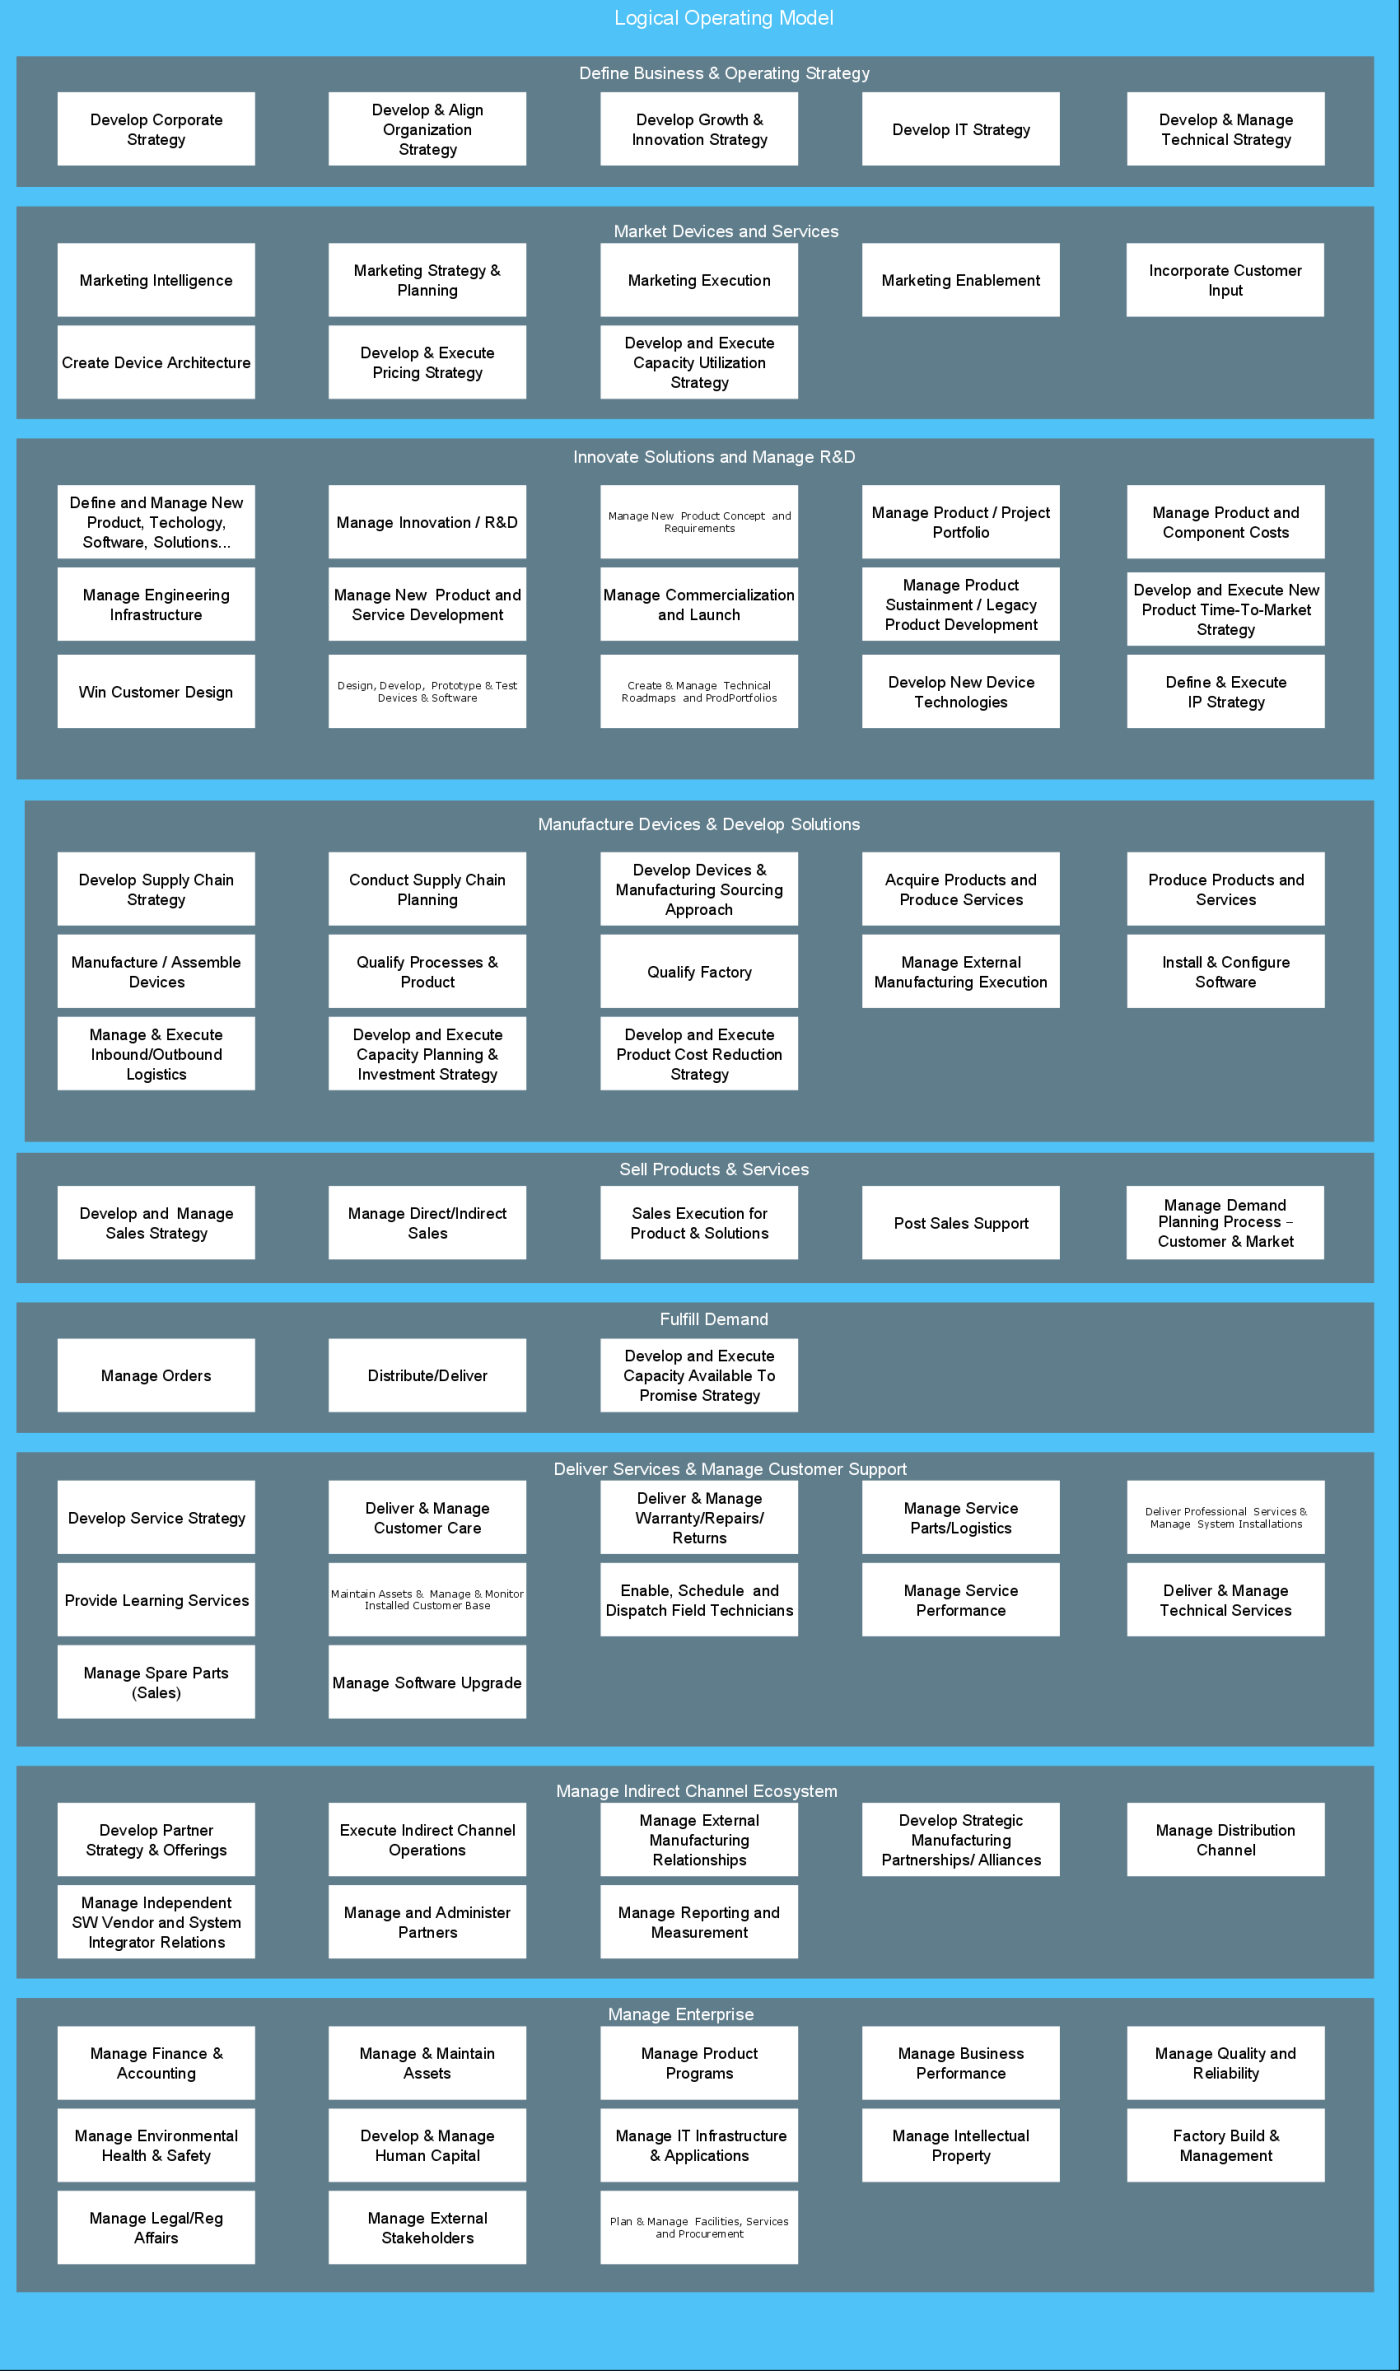 Logical Operating Model
Define Business & Operating Strategy
Develop Corporate
Strategy
Develop & Align
Organization
Strategy
Develop Growth &
Innovation Strategy
Develop IT Strategy
Develop & Manage
Technical Strategy
Market Devices and Services
Marketing Intelligence
Marketing Strategy &
Planning
Marketing Execution
Marketing Enablement
Incorporate Customer
Input
Create Device Architecture
Develop & Execute
Pricing Strategy
Develop and Execute
Capacity Utilization
Strategy
Innovate Solutions and Manage R&D
Define and Manage New
Product, Techology,
Software, Solutions...
Manage Innovation / R&D
Manage New Product Concept and
Requirements
Manage Product / Project
Portfolio
Manage Product and
Component Costs
Manage Engineering
Infrastructure
Manage New Product and
Service Development
Manage Commercialization
and Launch
Manage Product
Sustainment / Legacy
Product Development
Develop and Execute New
Product Time-To-Market
Strategy
Win Customer Design
Design, Develop, Prototype & Test
Devices & Software
Create & Manage Technical
Roadmaps and ProdPortfolios
Develop New Device
Technologies
Define & Execute
IP Strategy
Manufacture Devices & Develop Solutions
Develop Supply Chain
Strategy
Conduct Supply Chain
Planning
Develop Devices &
Manufacturing Sourcing
Approach
Acquire Products and
Produce Services
Produce Products and
Services
Manufacture / Assemble
Devices
Qualify Processes &
Product
Qualify Factory
Manage External
Manufacturing Execution
Install & Configure
Software
Manage & Execute
Inbound/Outbound
Logistics
Develop and Execute
Capacity Planning &
Investment Strategy
Develop and Execute
Product Cost Reduction
Strategy
Sell Products & Services
Develop and Manage
Sales Strategy
Manage Direct/Indirect
Sales
Sales Execution for
Product & Solutions
Post Sales Support
Manage Demand
Planning Process –
Customer & Market
Fulfill Demand
Manage Orders
Distribute/Deliver
Develop and Execute
Capacity Available To
Promise Strategy
Deliver Services & Manage Customer Support
Develop Service Strategy
Deliver & Manage
Customer Care
Deliver & Manage
Warranty/Repairs/
Returns
Manage Service
Parts/Logistics
Deliver Professional Services &
Manage System Installations
Provide Learning Services
Maintain Assets & Manage & Monitor
Installed Customer Base
Enable, Schedule and
Dispatch Field Technicians
Manage Service
Performance
Deliver & Manage
Technical Services
Manage Spare Parts
(Sales)
Manage Software Upgrade
Manage Indirect Channel Ecosystem
Develop Partner
Strategy & Offerings
Execute Indirect Channel
Operations
Manage External
Manufacturing
Relationships
Develop Strategic
Manufacturing
Partnerships/ Alliances
Manage Distribution
Channel
Manage Independent
SW Vendor and System
Integrator Relations
Manage and Administer
Partners
Manage Reporting and
Measurement
Manage Enterprise
Manage Finance &
Accounting
Manage & Maintain
Assets
Manage Product
Programs
Manage Business
Performance
Manage Quality and
Reliability
Manage Environmental
Health & Safety
Develop & Manage
Human Capital
Manage IT Infrastructure
& Applications
Manage Intellectual
Property
Factory Build &
Management
Manage Legal/Reg
Affairs
Manage External
Stakeholders
Plan & Manage Facilities, Services
and Procurement